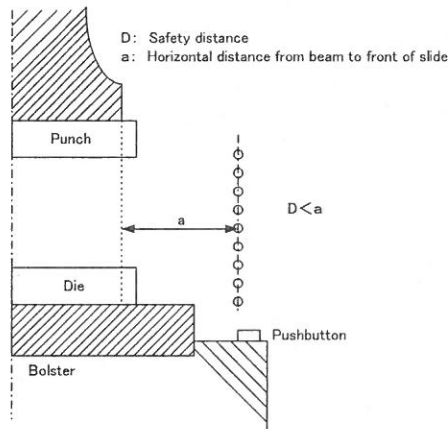 D: Safety distance
a: Horizontal distance from beam to front of slide
Punch
a
D<a
Die
Pushbutton
Bolster